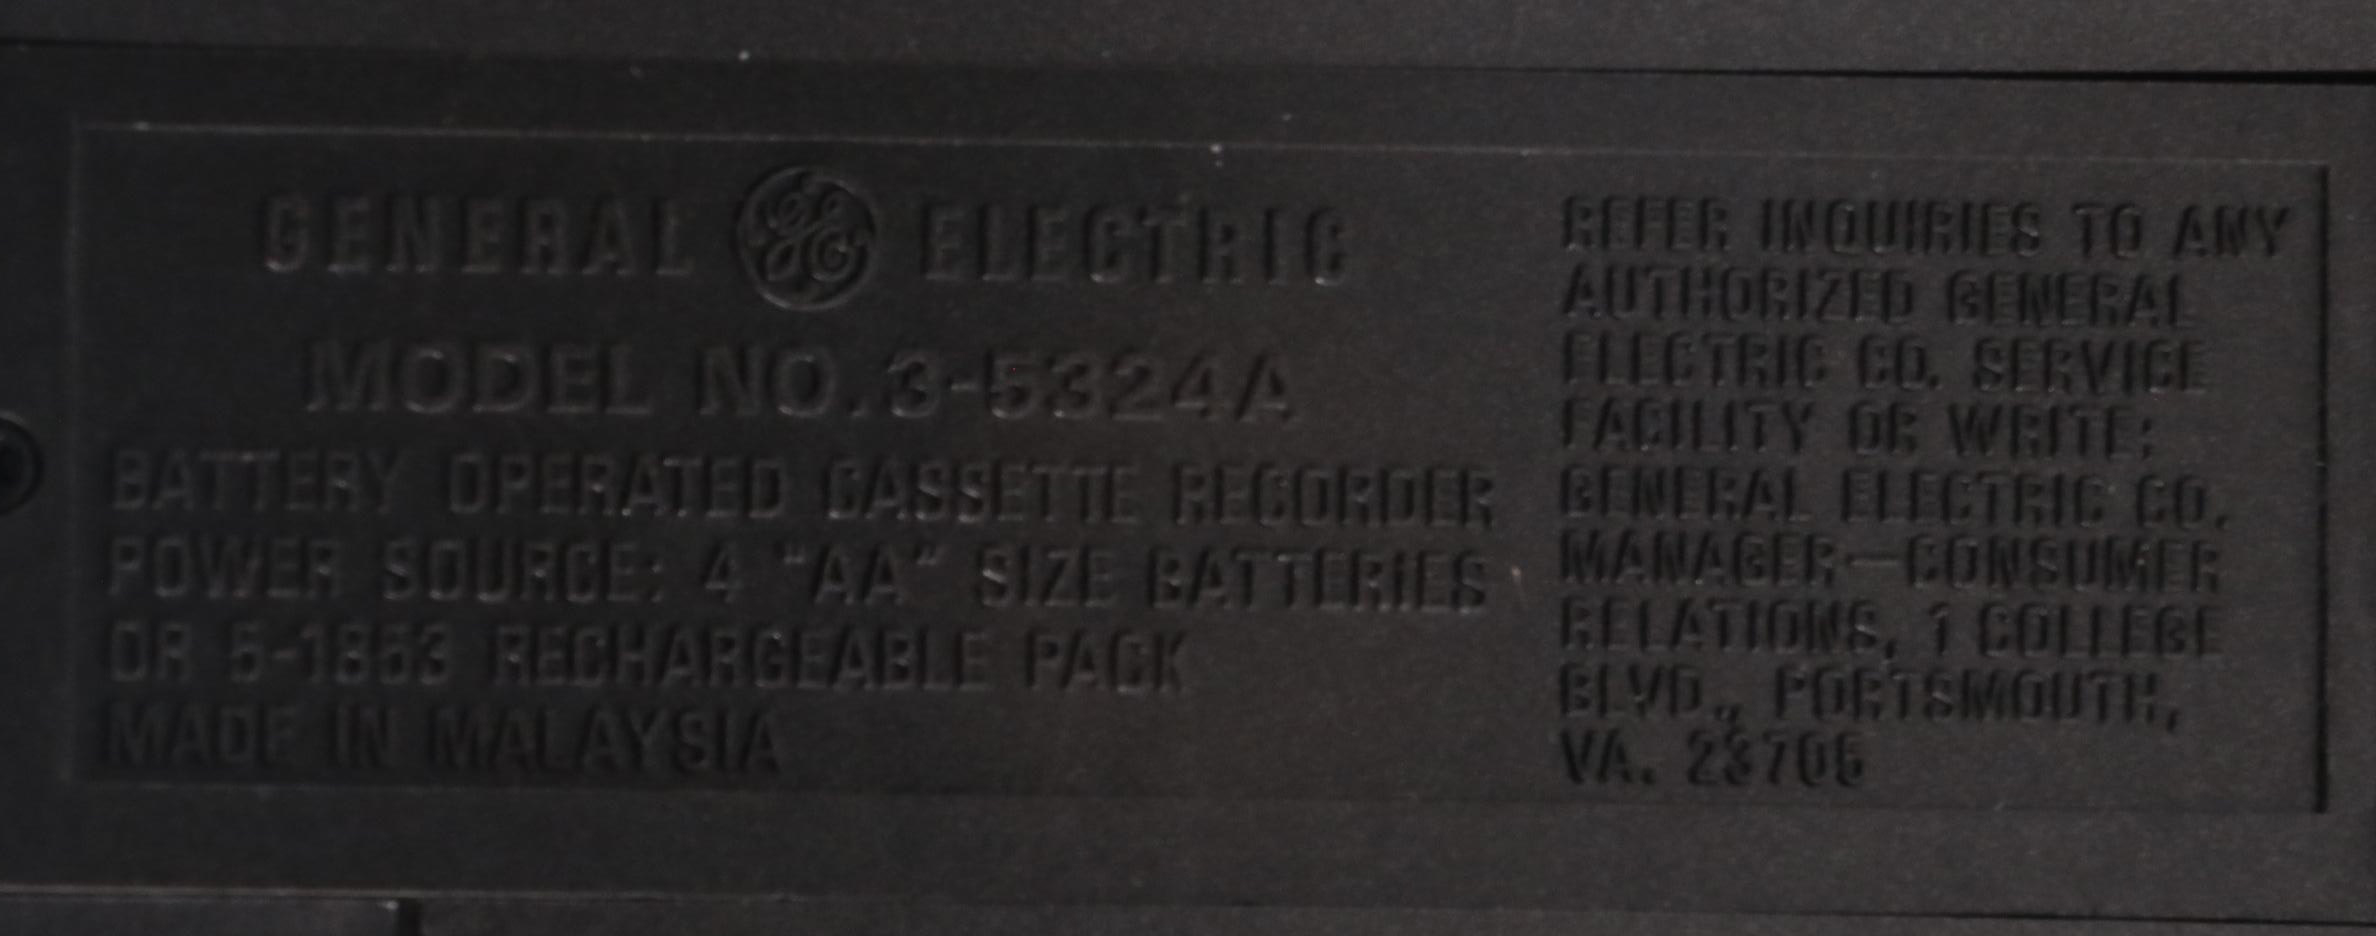 GENERAL GE ELECTRIC
MODEL NO. 3-5324A
BATTERY OPERATED CASSETTE RECORDER
POWER SOURCE: 4 "AA" SIZE BATTERIES
OR 5-1853 RECHARGEABLE PACK
MADE IN MALAYSIA
REFER INQUIRIES TO ANY
AUTHORIZED GENERAL
ELECTRIC CO. SERVICE
FACILITY OR WRITE:
GENERAL ELECTRIC CO.
MANAGER—CONSUMER
RELATIONS, 1 COLLEGE
BLVD., PORTSMOUTH,
VA. 23705